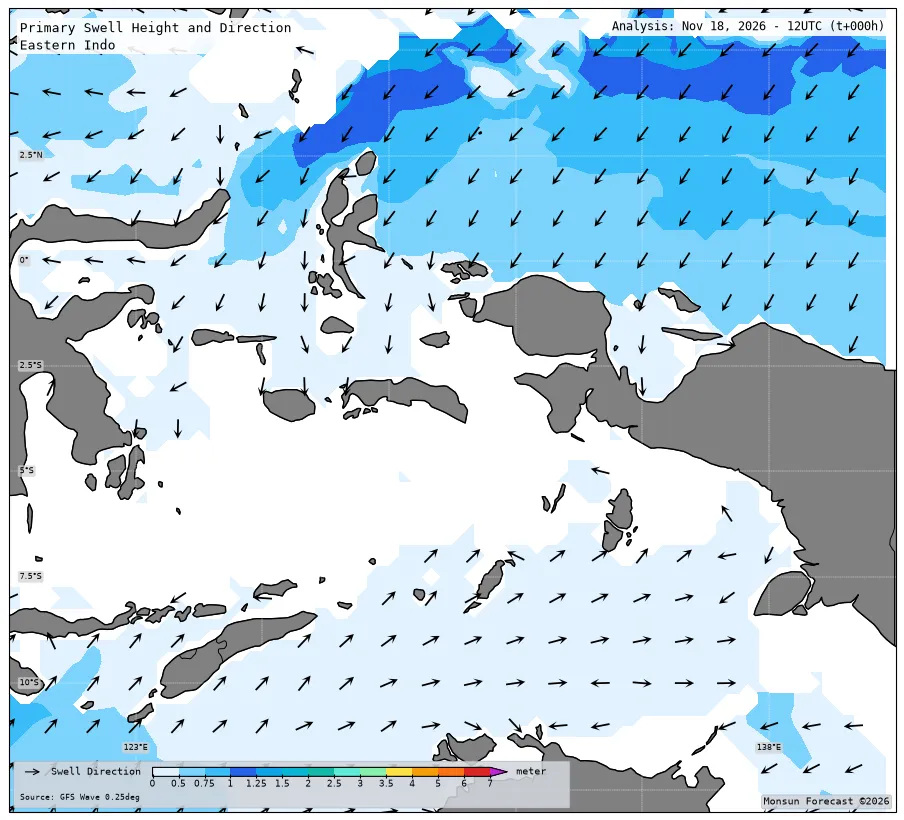 Primary Swell Height and Direction
Eastern Indo
Analysis: Nov 18, 2026 - 12UTC (t+000h)
2.5°N
0°
2.5°S
5°S
7.5°S
10°S
123°E
138°E
Swell Direction
0 0.5 0.75 1 1.25 1.5 1.75 2 2.5 3 3.5 4 5 6 7
meter
Source: GFS Wave 0.25deg
Monsun Forecast ©2026